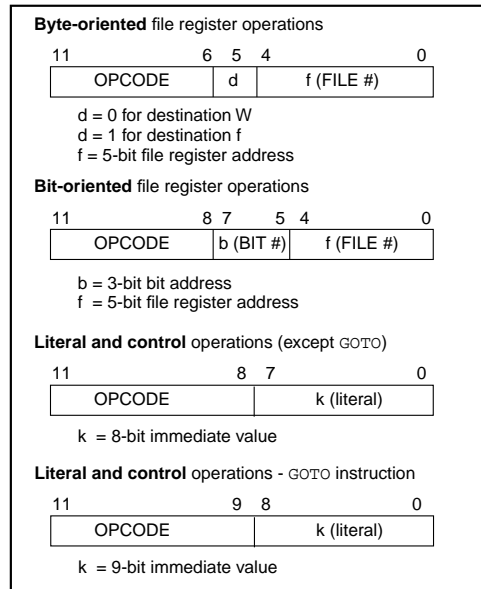 Byte-oriented file register operations
11 6 5 4 0
OPCODE d f (FILE #)
d = 0 for destination W
d = 1 for destination f
f = 5-bit file register address
Bit-oriented file register operations
11 8 7 5 4 0
OPCODE b (BIT #) f (FILE #)
b = 3-bit bit address
f = 5-bit file register address
Literal and control operations (except GOTO)
11 8 7 0
OPCODE k (literal)
k = 8-bit immediate value
Literal and control operations - GOTO instruction
11 9 8 0
OPCODE k (literal)
k = 9-bit immediate value